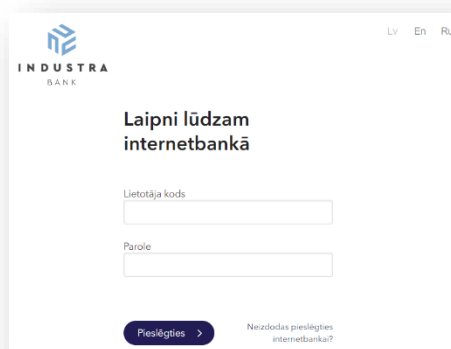 Lv En Ru
INDUSTRA
BANK
Laipni lūdzam
internetbankā
Lietotāja kods
Parole
Pieslēgties
Neizdodas pieslēgties
internetbankai?